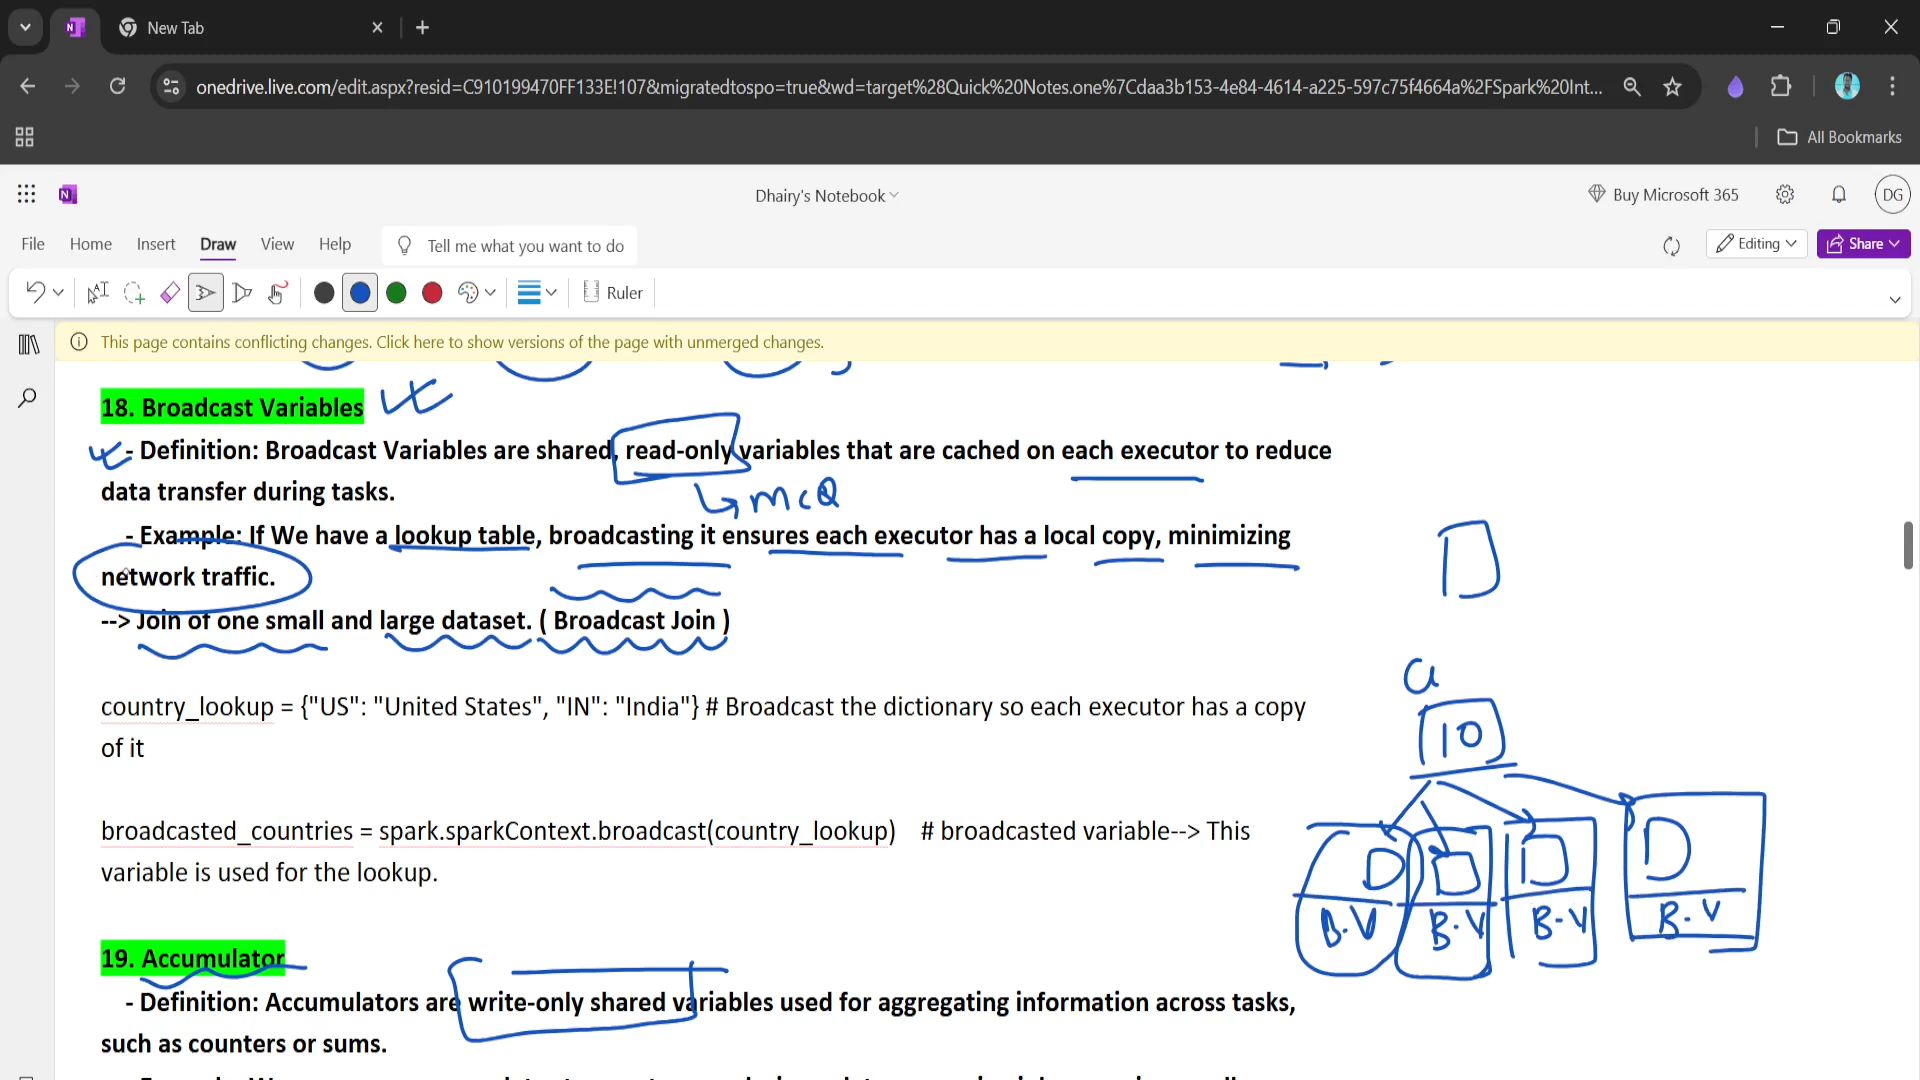 New Tab
onedrive.live.com/edit.aspx?resid=C910199470FF133E!107&migratedtospo=true&wd=target%28Quick%20Notes.one%7Cdaa3b153-4e84-4614-a225-597c75f4664a%2FSpark%20Int...
All Bookmarks
Dhairy's Notebook
Buy Microsoft 365
DG
File Home Insert Draw View Help
Tell me what you want to do
Editing
Share
Ruler
This page contains conflicting changes. Click here to show versions of the page with unmerged changes.
18. Broadcast Variables
- Definition: Broadcast Variables are shared, read-only variables that are cached on each executor to reduce
data transfer during tasks.
MCQ
- Example: If We have a lookup table, broadcasting it ensures each executor has a local copy, minimizing
network traffic.
--> Join of one small and large dataset. ( Broadcast Join )
country_lookup = {"US": "United States", "IN": "India"} # Broadcast the dictionary so each executor has a copy
of it
broadcasted_countries = spark.sparkContext.broadcast(country_lookup) # broadcasted variable--> This
variable is used for the lookup.
D
a
10
D D D D
B.V B.V B.V B.V
19. Accumulator
- Definition: Accumulators are write-only shared variables used for aggregating information across tasks,
such as counters or sums.